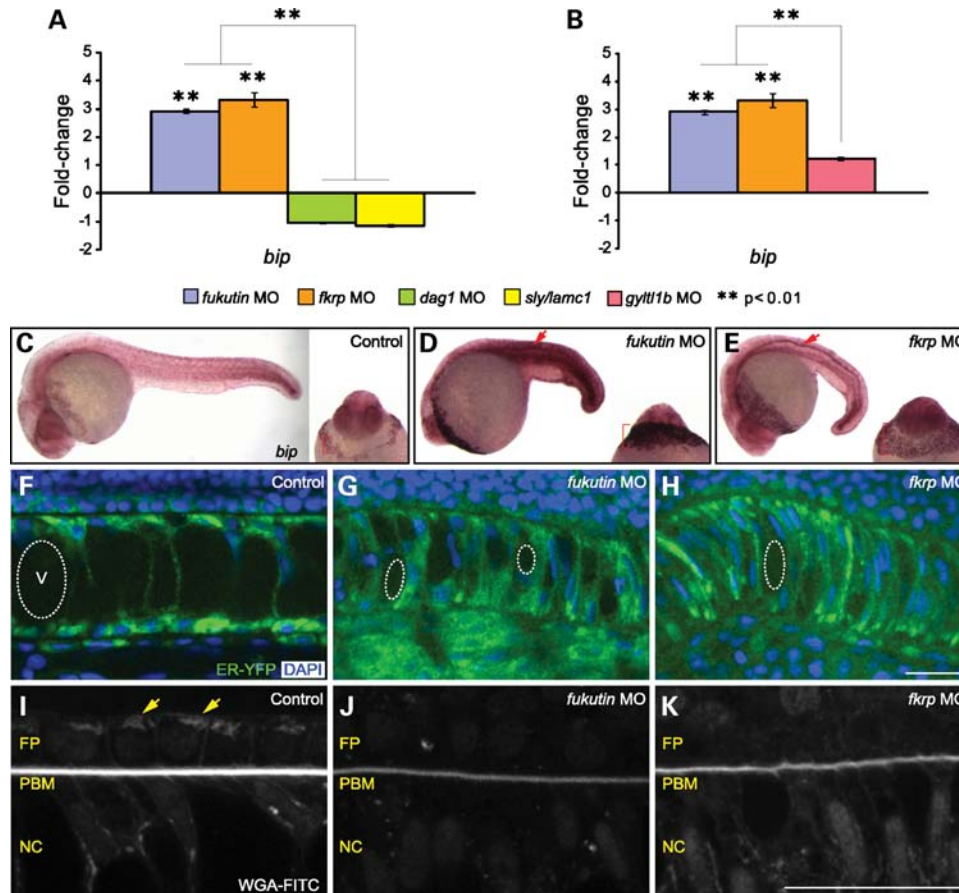 A
**
5
4
3
2
1
0
-1
-2
Fold-change
**
**
bip
B
**
5
4
3
2
1
0
-1
-2
Fold-change
**
**
bip
fukutin MO
fkrp MO
dag1 MO
sly/lamc1
gyltl1b MO
** p< 0.01
C
Control
bip
D
fukutin MO
E
fkrp MO
F
Control
V
ER-YFP DAPI
G
fukutin MO
H
fkrp MO
I
Control
FP
PBM
NC
WGA-FITC
J
fukutin MO
FP
PBM
NC
K
fkrp MO
FP
PBM
NC